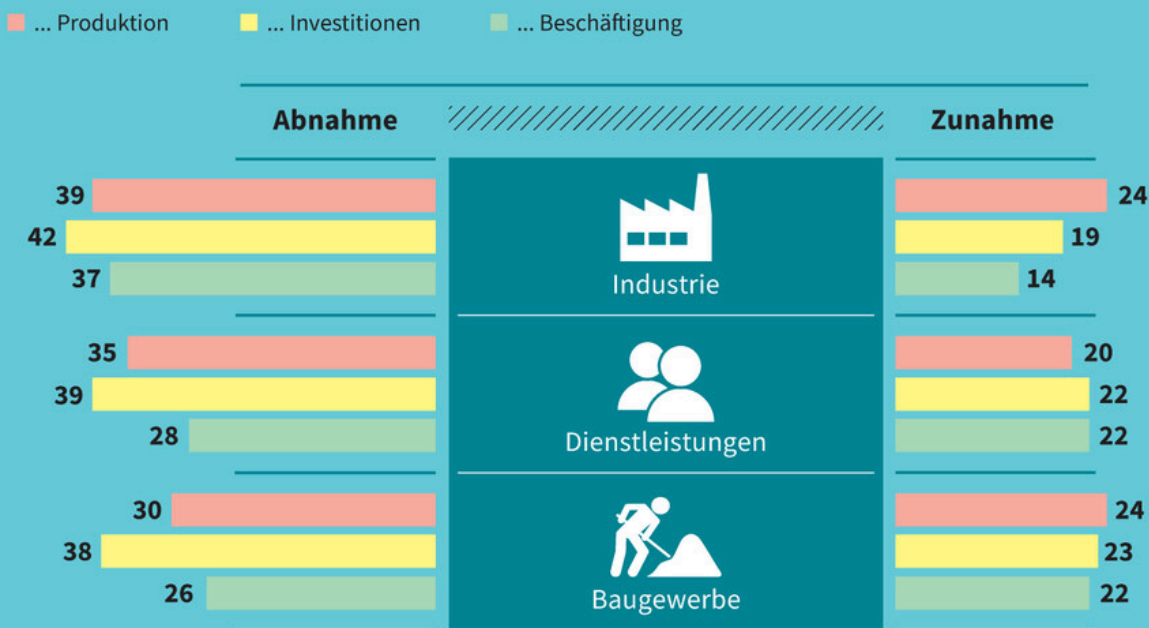 ... Produktion ... Investitionen ... Beschäftigung
Abnahme Zunahme
39 24
42 19
37 14
Industrie
35 20
39 22
28 22
Dienstleistungen
30 24
38 23
26 22
Baugewerbe